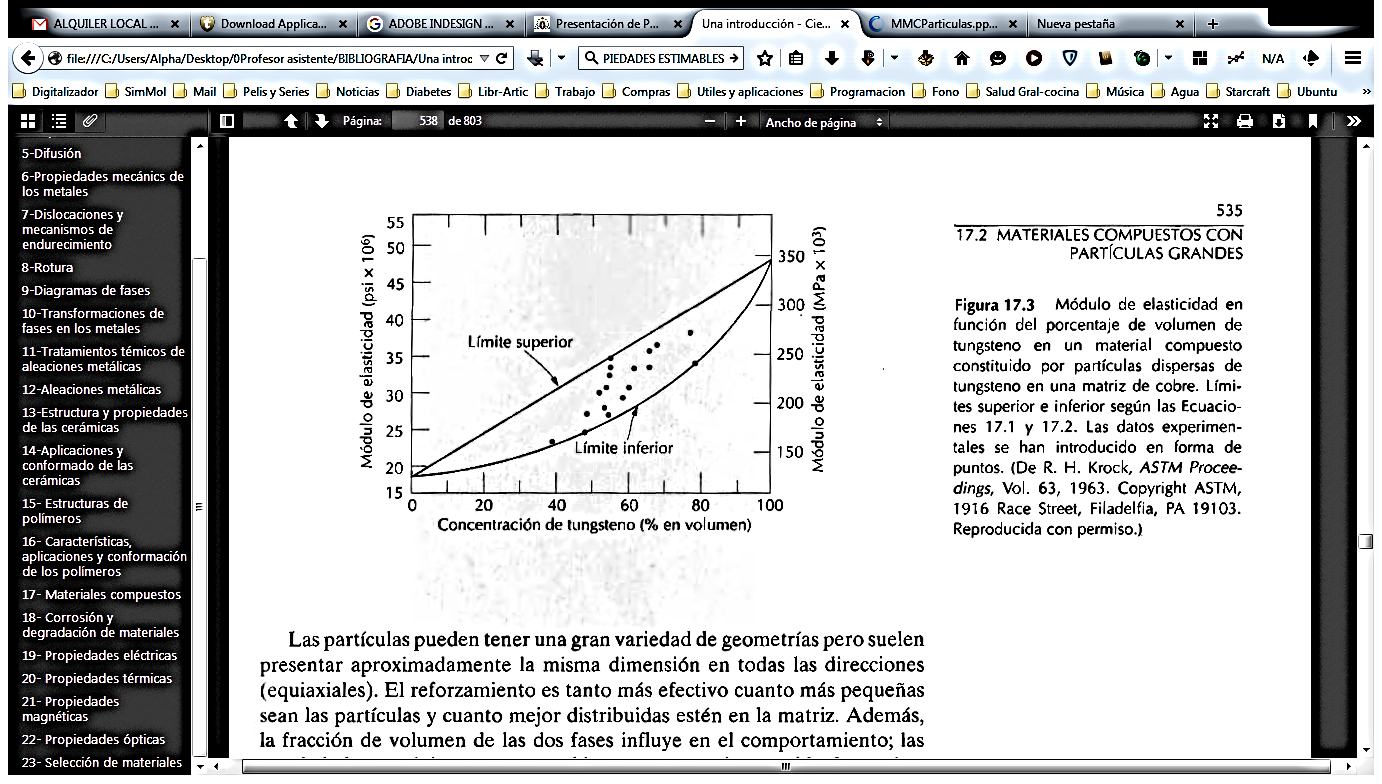 ALQUILER LOCAL ... ×
Download Applica... ×
ADOBE INDESIGN ... ×
Presentación de P... ×
Una introducción - Cie... ×
MMCParticulas.pp... ×
Nueva pestaña ×
file:///C:/Users/Alpha/Desktop/0Profesor asistente/BIBLIOGRAFIA/Una introc
PIEDADES ESTIMABLES
N/A
Digitalizador SimMol Mail Pelis y Series Noticias Diabetes Libr-Artic Trabajo Compras Utiles y aplicaciones Programacion Fono Salud Gral-cocina Música Agua Starcraft Ubuntu »
Página: 538 de 803
Ancho de página
5-Difusión
6-Propiedades mecánics de
los metales
7-Dislocaciones y
mecanismos de
endurecimiento
8-Rotura
9-Diagramas de fases
10-Transformaciones de
fases en los metales
11-Tratamientos témicos de
aleaciones metálicas
12-Aleaciones metálicas
13-Estructura y propiedades
de las cerámicas
14-Aplicaciones y
conformado de las
cerámicas
15- Estructuras de
polímeros
16- Características,
aplicaciones y conformación
de los polímeros
17- Materiales compuestos
18- Corrosión y
degradación de materiales
19- Propiedades eléctricas
20- Propiedades térmicas
21- Propiedades
magnéticas
22- Propiedades ópticas
23- Selección de materiales
Módulo de elasticidad (psi × 10⁶)
55
50
45
40
35
30
25
20
15
Límite superior
Límite inferior
0 20 40 60 80 100
Concentración de tungsteno (% en volumen)
350
300
250
200
150
Módulo de elasticidad (MPa × 10³)
535
17.2 MATERIALES COMPUESTOS CON
PARTÍCULAS GRANDES
Figura 17.3 Módulo de elasticidad en
función del porcentaje de volumen de
tungsteno en un material compuesto
constituido por partículas dispersas de
tungsteno en una matriz de cobre. Lími-
tes superior e inferior según las Ecuacio-
nes 17.1 y 17.2. Las datos experimen-
tales se han introducido en forma de
puntos. (De R. H. Krock, ASTM Procee-
dings, Vol. 63, 1963. Copyright ASTM,
1916 Race Street, Filadelfia, PA 19103.
Reproducida con permiso.)
Las partículas pueden tener una gran variedad de geometrías pero suelen
presentar aproximadamente la misma dimensión en todas las direcciones
(equiaxiales). El reforzamiento es tanto más efectivo cuanto más pequeñas
sean las partículas y cuanto mejor distribuidas estén en la matriz. Además,
la fracción de volumen de las dos fases influye en el comportamiento; las